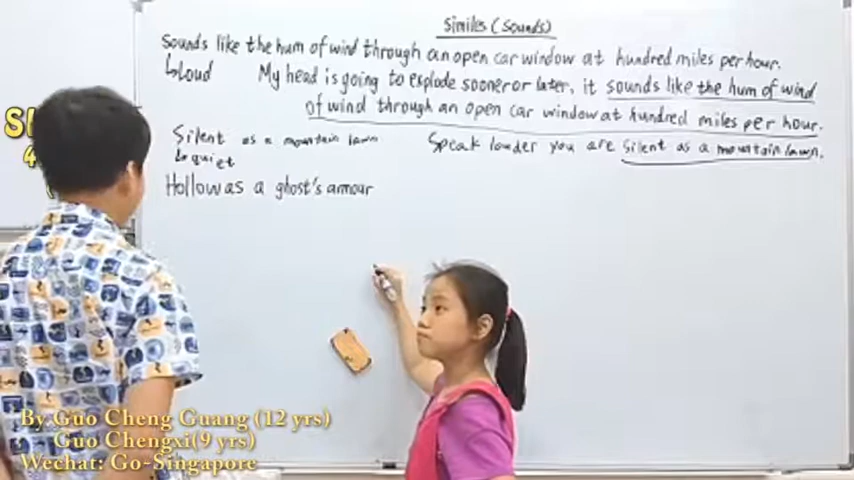 Similes (Sounds)
Sounds like the hum of wind through an open car window at hundred miles per hour.
↳Loud My head is going to explode sooner or later, it sounds like the hum of wind
of wind through an open car window at hundred miles per hour.
Silent as a mountain lawn Speak louder you are silent as a mountain lawn.
↳quiet
Hollow as a ghost's armour
By:Guo Cheng Guang (12 yrs)
Guo Chengxi(9 yrs)
Wechat: Go-Singapore